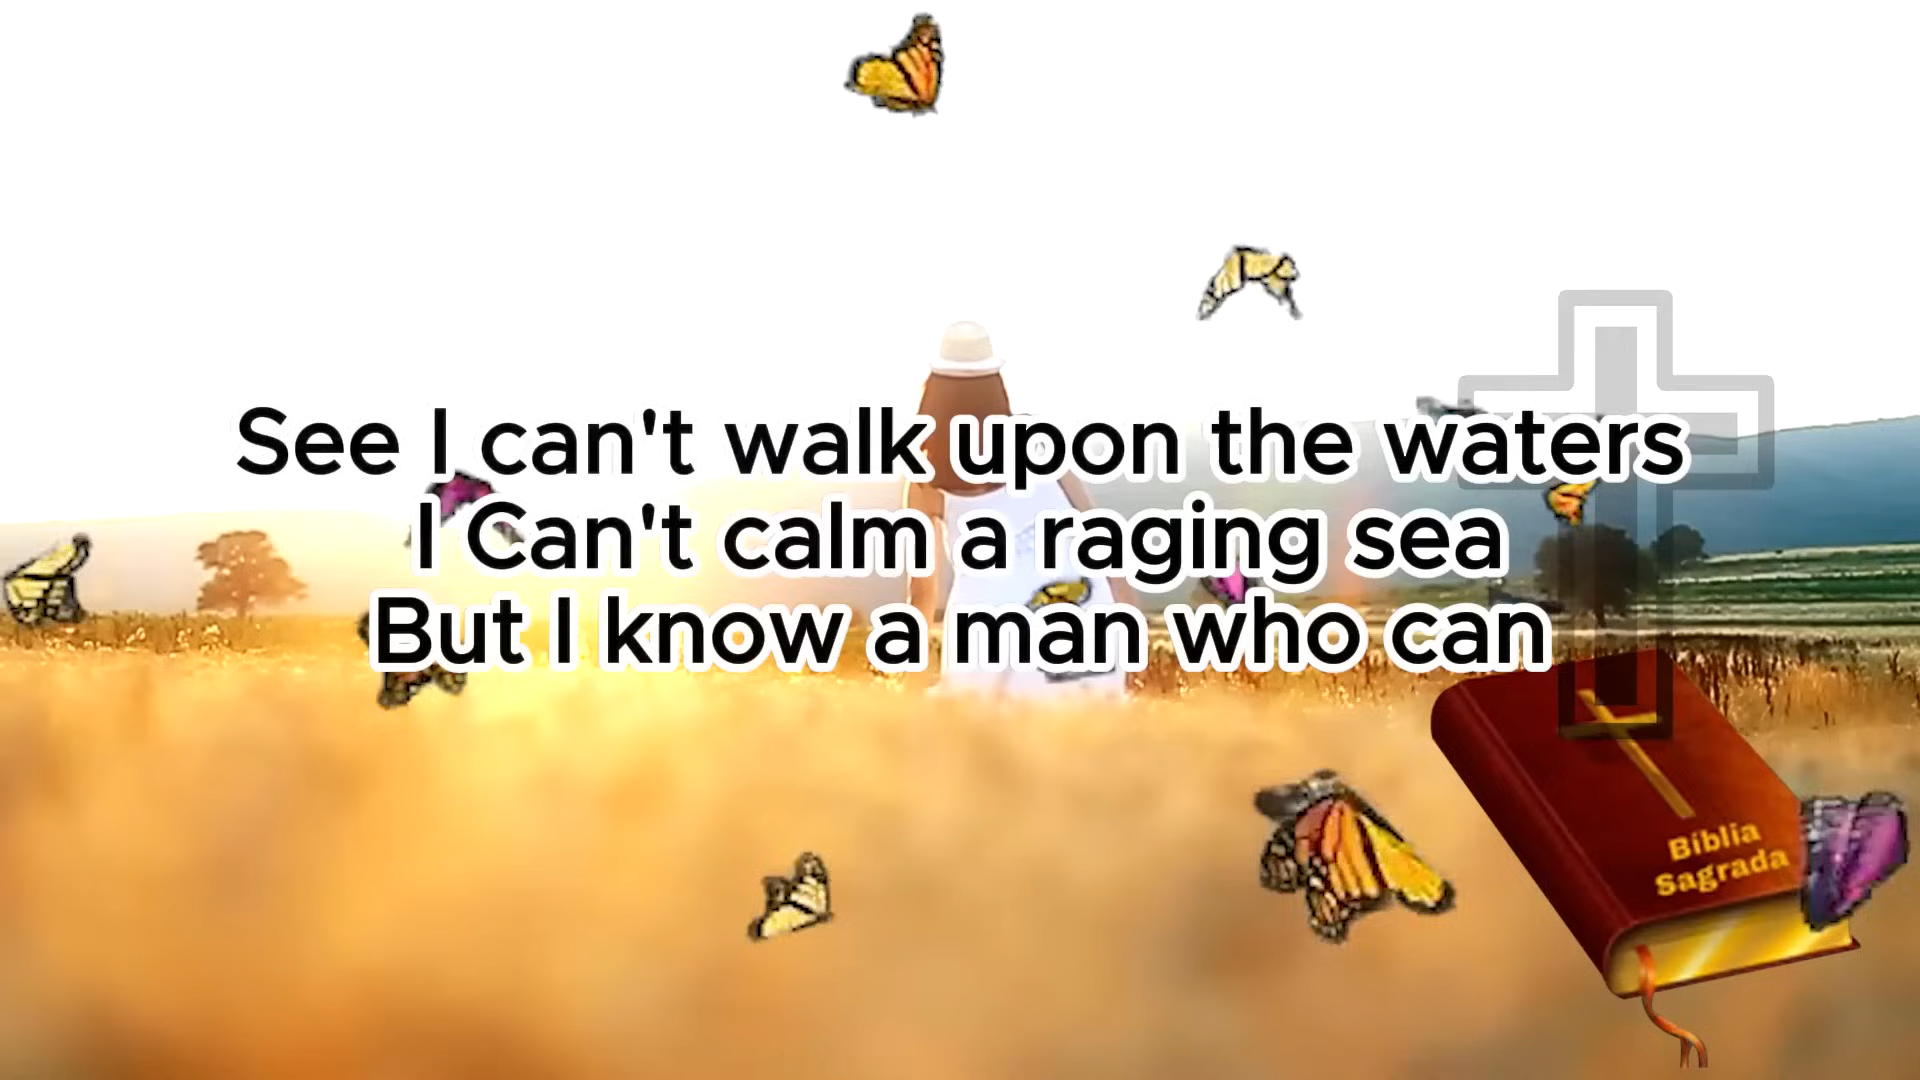 See I can't walk upon the waters
I Can't calm a raging sea
But I know a man who can
Bíblia
Sagrada